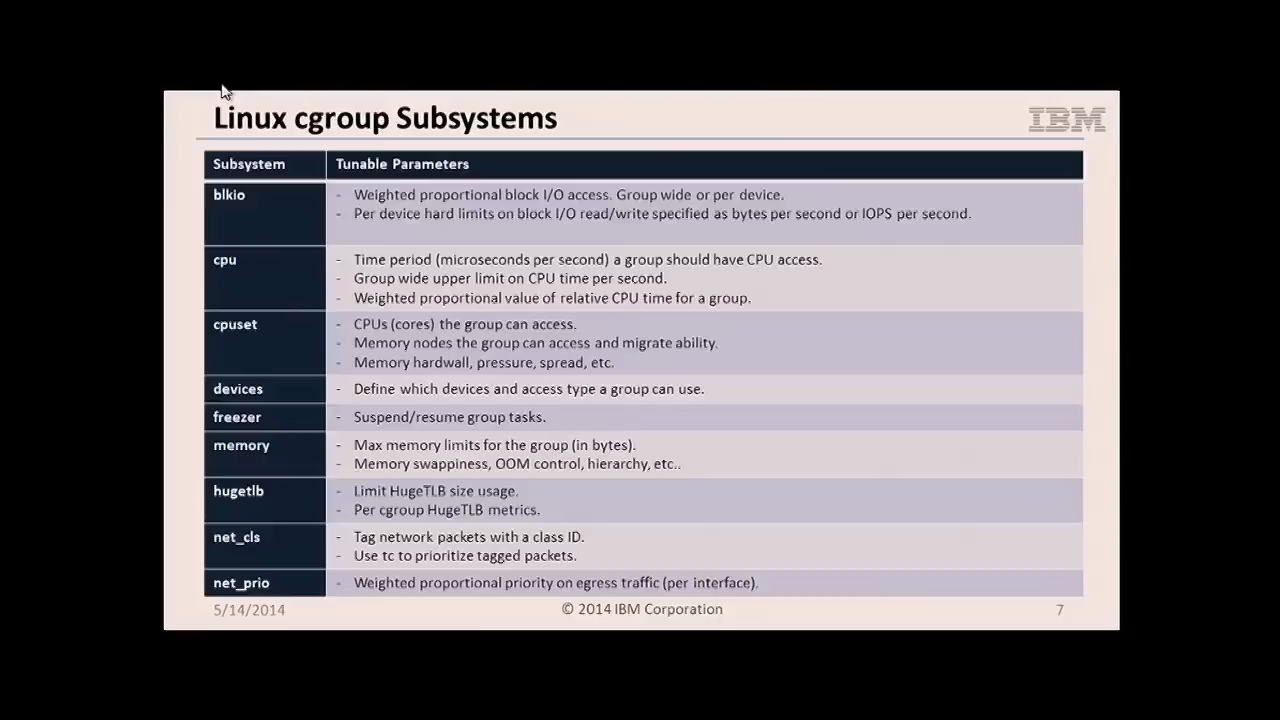 Linux cgroup Subsystems
IBM
Subsystem Tunable Parameters
blkio - Weighted proportional block I/O access. Group wide or per device.
- Per device hard limits on block I/O read/write specified as bytes per second or IOPS per second.
cpu - Time period (microseconds per second) a group should have CPU access.
- Group wide upper limit on CPU time per second.
- Weighted proportional value of relative CPU time for a group.
cpuset - CPUs (cores) the group can access.
- Memory nodes the group can access and migrate ability.
- Memory hardwall, pressure, spread, etc.
devices - Define which devices and access type a group can use.
freezer - Suspend/resume group tasks.
memory - Max memory limits for the group (in bytes).
- Memory swappiness, OOM control, hierarchy, etc..
hugetlb - Limit HugeTLB size usage.
- Per cgroup HugeTLB metrics.
net_cls - Tag network packets with a class ID.
- Use tc to prioritize tagged packets.
net_prio - Weighted proportional priority on egress traffic (per interface).
5/14/2014 © 2014 IBM Corporation 7